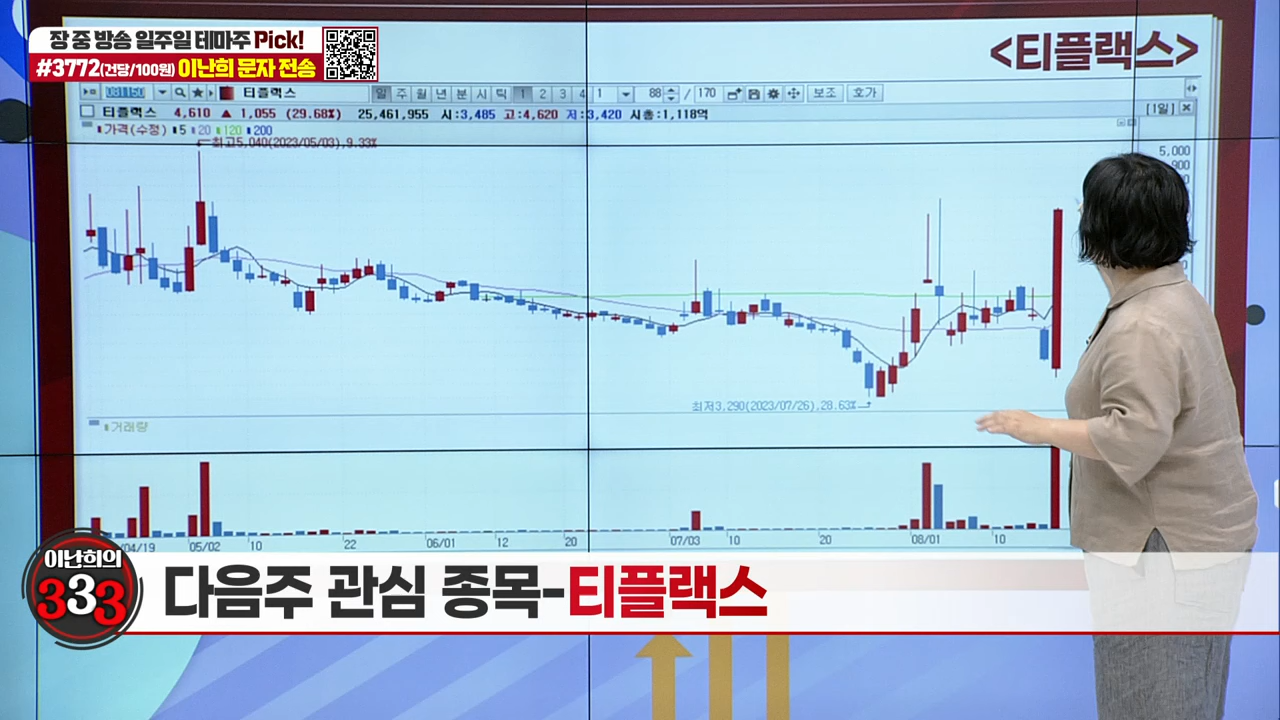 장 중 방송 일주일 테마주 Pick!
#3772(건당/100원) 이난희 문자 전송
<티플랙스>
081150 티플랙스 일 주 월 년 분 시 틱 1 2 3 4 1 88 / 170 보조 호가
티플랙스 4,610 ▲ 1,055 (29.68%) 25,461,955 시:3,485 고:4,620 저:3,420 시총:1,118억 [1일]
가격(수정) 5 20 120 200
최고5,040(2023/05/03),9.33%
5,000
최저3,290(2023/07/26),28.63%
거래량
04/19 05/02 10 22 06/01 12 20 07/03 10 20 08/01 10
이난희의
333
다음주 관심 종목-티플랙스